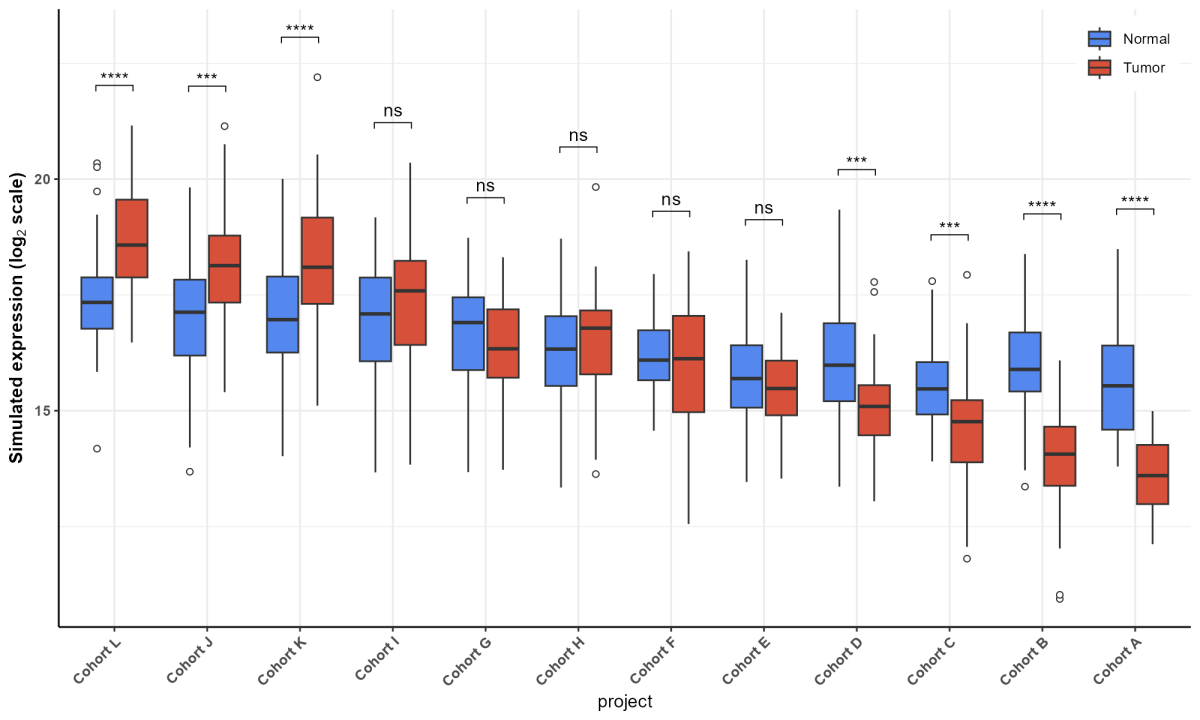 Normal
Tumor
**** *** **** ns ns ns ns ns *** *** **** ****
Simulated expression (log₂ scale)
20
15
Cohort L
Cohort J
Cohort K
Cohort I
Cohort G
Cohort H
Cohort F
Cohort E
Cohort D
Cohort C
Cohort B
Cohort A
project